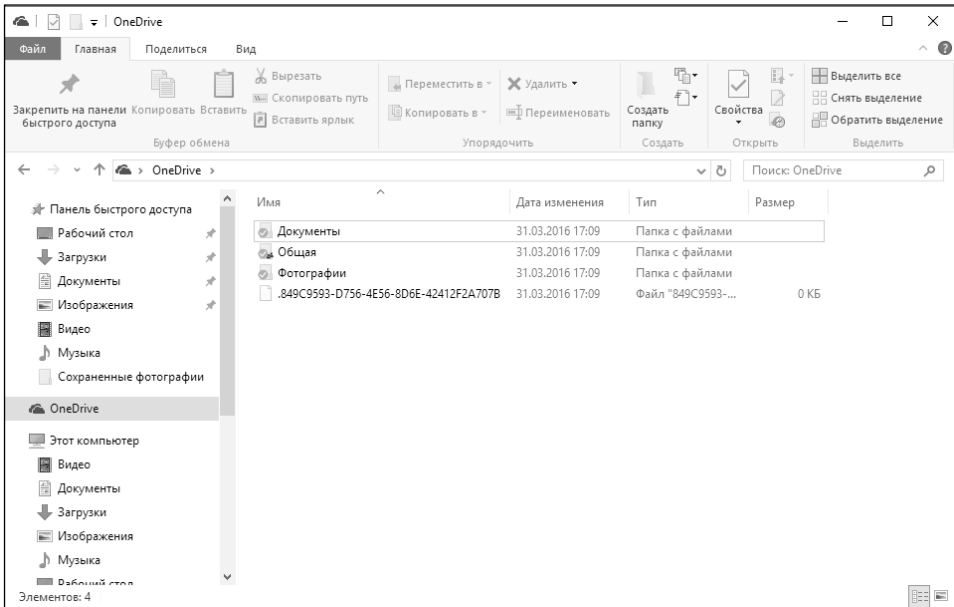 OneDrive
Файл Главная Поделиться Вид
Закрепить на панели быстрого доступа
Копировать
Вставить
Вырезать
Скопировать путь
Вставить ярлык
Буфер обмена
Переместить в
Копировать в
Удалить
Переименовать
Упорядочить
Создать папку
Создать
Свойства
Открыть
Выделить все
Снять выделение
Обратить выделение
Выделить
OneDrive
Поиск: OneDrive
Панель быстрого доступа
Рабочий стол
Загрузки
Документы
Изображения
Видео
Музыка
Сохраненные фотографии
OneDrive
Этот компьютер
Видео
Документы
Загрузки
Изображения
Музыка
Рабочий стол
Имя Дата изменения Тип Размер
Документы 31.03.2016 17:09 Папка с файлами
Общая 31.03.2016 17:09 Папка с файлами
Фотографии 31.03.2016 17:09 Папка с файлами
.849C9593-D756-4E56-8D6E-42412F2A707B 31.03.2016 17:09 Файл "849C9593-... 0 КБ
Элементов: 4